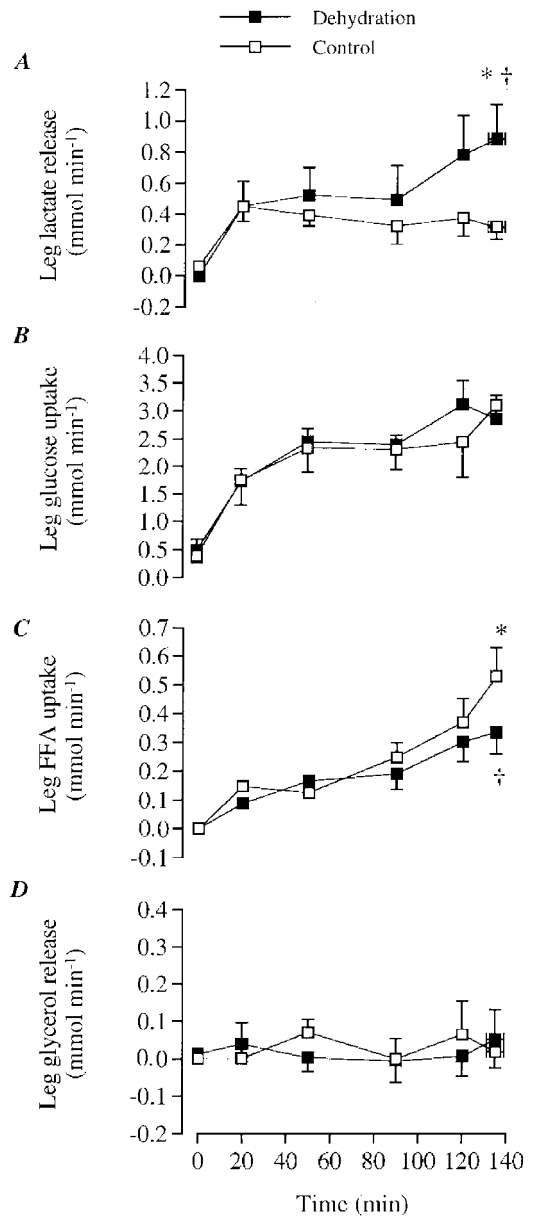 Dehydration
Control
A
* †
Leg lactate release
(mmol min⁻¹)
1.2
1.0
0.8
0.6
0.4
0.2
0.0
-0.2
B
Leg glucose uptake
(mmol min⁻¹)
4.0
3.5
3.0
2.5
2.0
1.5
1.0
0.5
0.0
C
Leg FFA uptake
(mmol min⁻¹)
0.7
0.6
0.5
0.4
0.3
0.2
0.1
0.0
-0.1
*
†
D
Leg glycerol release
(mmol min⁻¹)
0.4
0.3
0.2
0.1
0.0
-0.1
-0.2
0 20 40 60 80 100 120 140
Time (min)